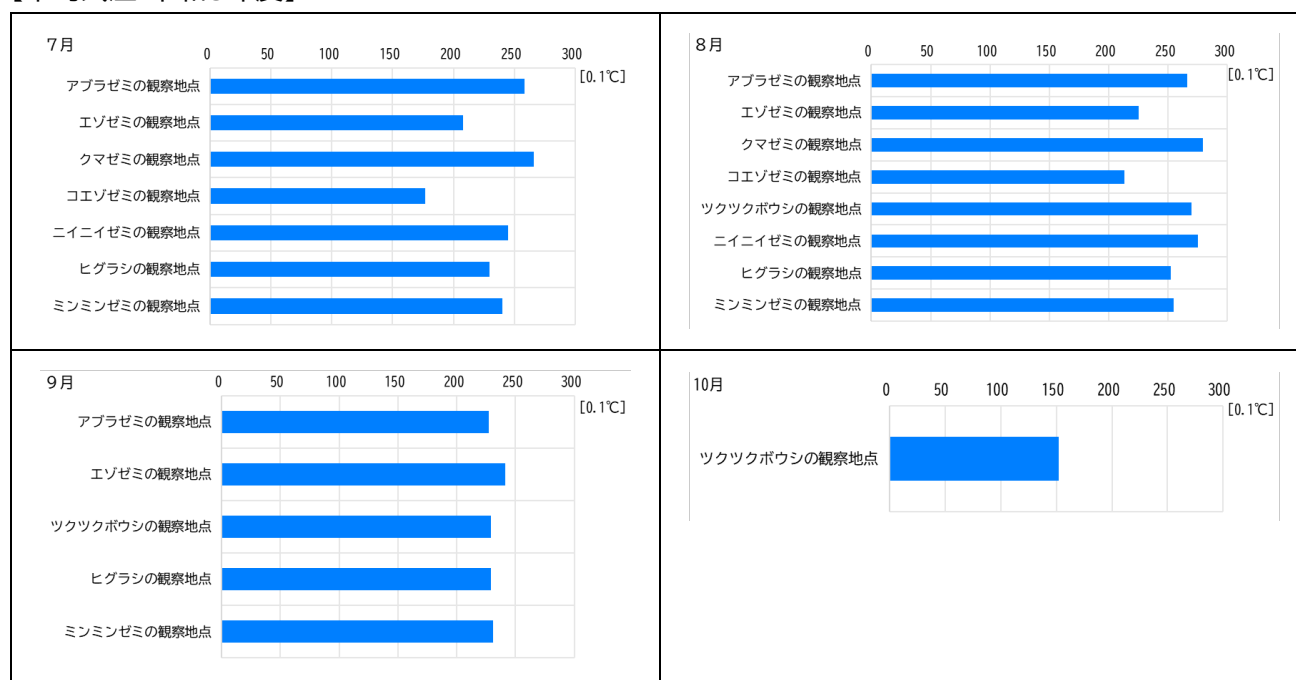 7月
0 50 100 150 200 250 300
[0.1℃]
アブラゼミの観察地点
エゾゼミの観察地点
クマゼミの観察地点
コエゾゼミの観察地点
ニイニイゼミの観察地点
ヒグラシの観察地点
ミンミンゼミの観察地点
8月
0 50 100 150 200 250 300
[0.1℃]
アブラゼミの観察地点
エゾゼミの観察地点
クマゼミの観察地点
コエゾゼミの観察地点
ツクツクボウシの観察地点
ニイニイゼミの観察地点
ヒグラシの観察地点
ミンミンゼミの観察地点
9月
0 50 100 150 200 250 300
[0.1℃]
アブラゼミの観察地点
エゾゼミの観察地点
ツクツクボウシの観察地点
ヒグラシの観察地点
ミンミンゼミの観察地点
10月
0 50 100 150 200 250 300
[0.1℃]
ツクツクボウシの観察地点